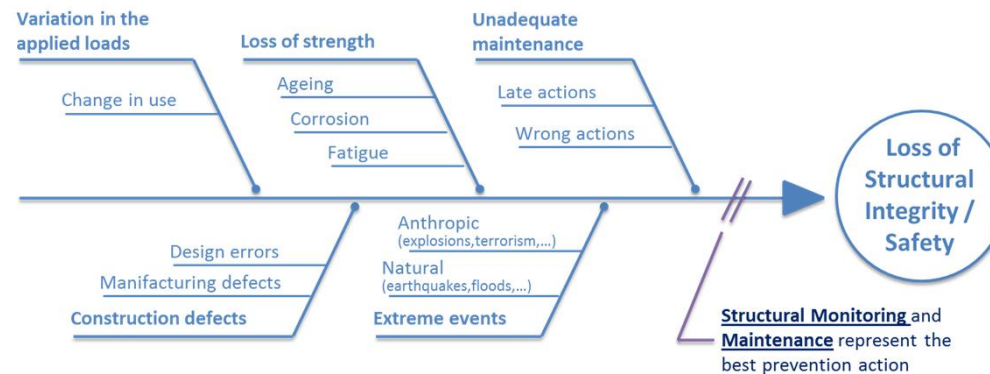 Variation in the
applied loads
Change in use
Loss of strength
Ageing
Corrosion
Fatigue
Unadequate
maintenance
Late actions
Wrong actions
Loss of
Structural
Integrity /
Safety
Design errors
Manifacturing defects
Construction defects
Anthropic
(explosions,terrorism,...)
Natural
(earthquakes,floods,...)
Extreme events
Structural Monitoring and
Maintenance represent the
best prevention action